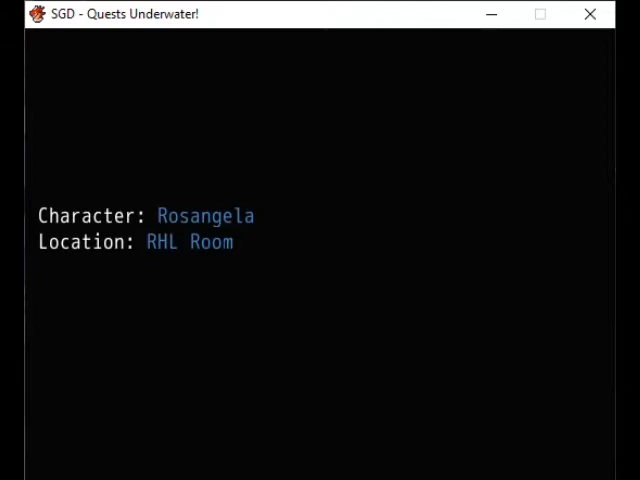 SGD - Quests Underwater!
Character: Rosangela
Location: RHL Room